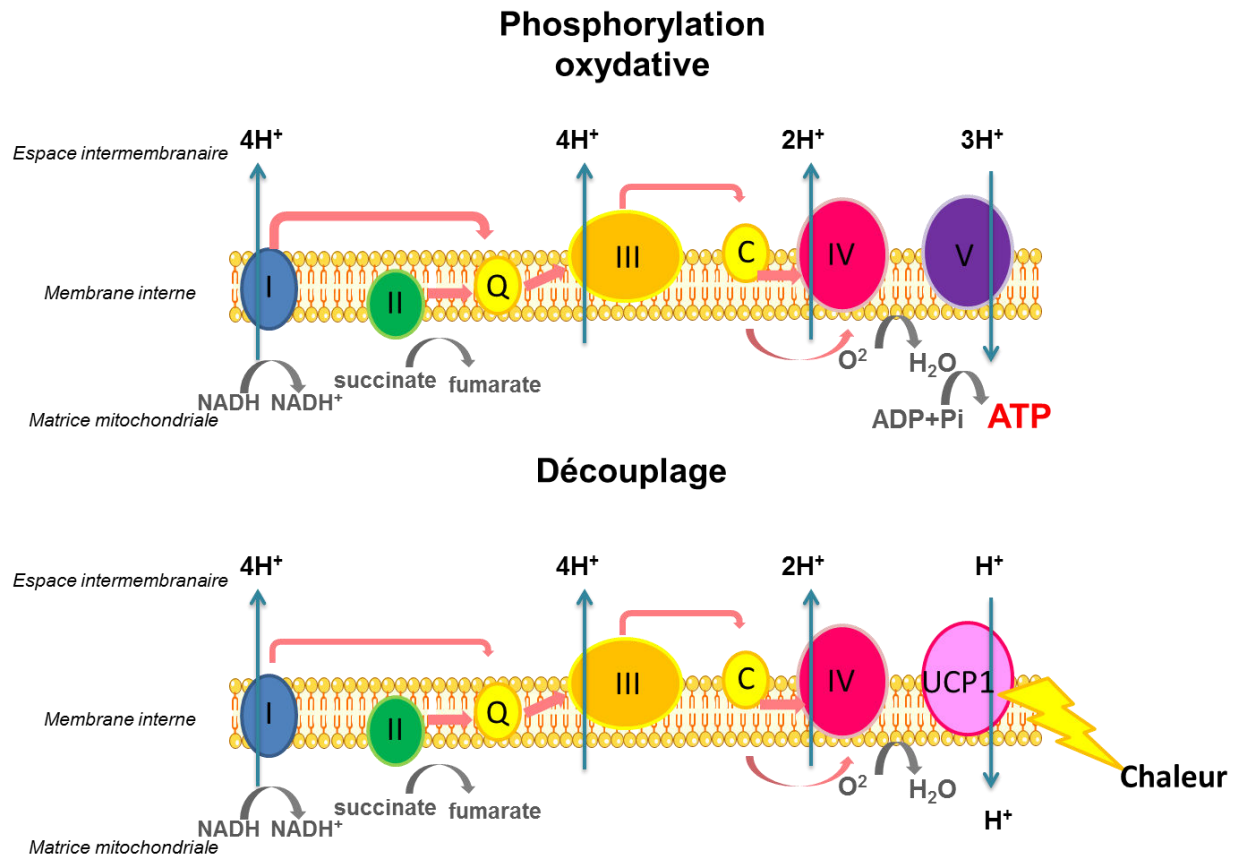 Phosphorylation
oxydative
4H⁺ 4H⁺ 2H⁺ 3H⁺
Espace intermembranaire
I II Q III C IV V
Membrane interne
O² H₂O
succinate fumarate
NADH NADH⁺
ADP+Pi ATP
Matrice mitochondriale
Découplage
4H⁺ 4H⁺ 2H⁺ H⁺
Espace intermembranaire
I II Q III C IV UCP1
Membrane interne
Chaleur
O² H₂O
succinate fumarate
H⁺
NADH NADH⁺
Matrice mitochondriale